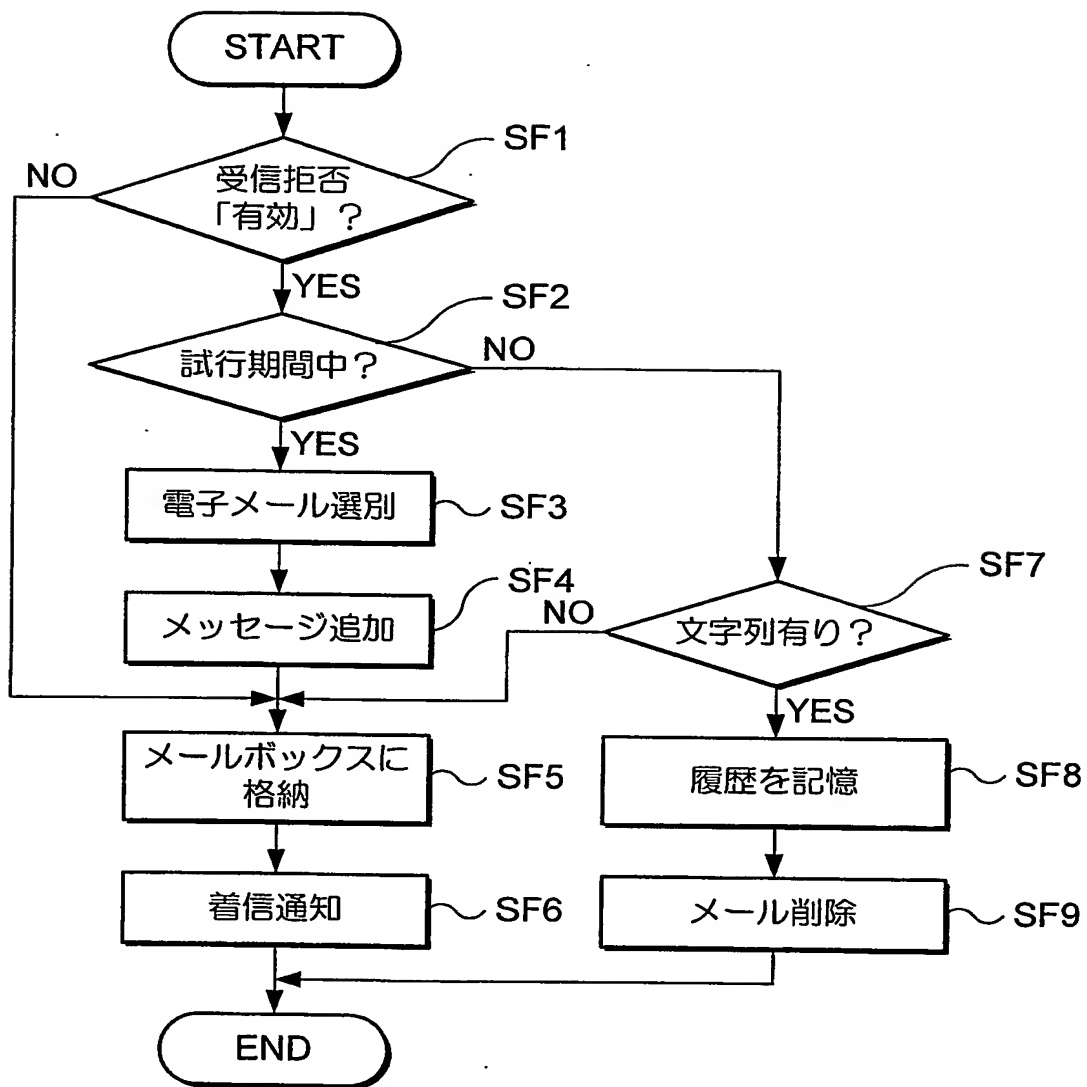 START
SF1
NO
受信拒否
「有効」？
YES
SF2
試行期間中？
NO
YES
電子メール選別
SF3
SF4
メッセージ追加
SF7
NO
文字列有り？
YES
メールボックスに
格納
SF5
履歴を記憶
SF8
着信通知
SF6
メール削除
SF9
END